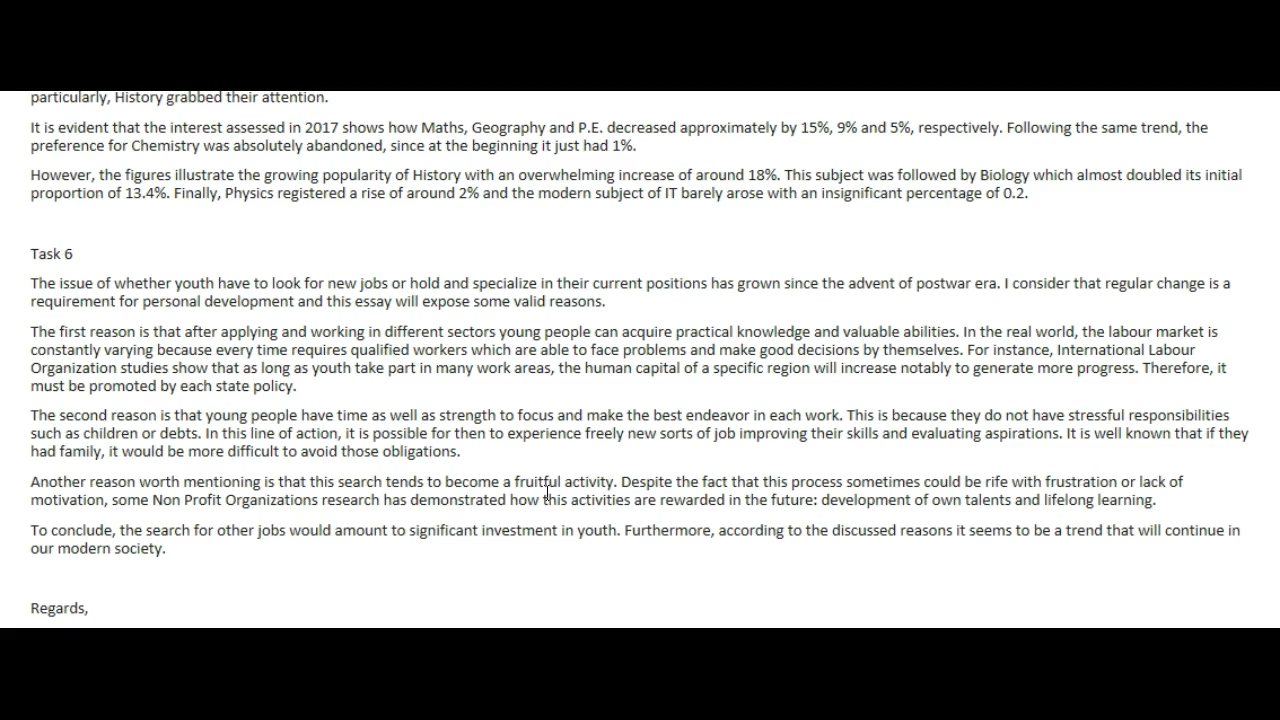 particularly, History grabbed their attention.
It is evident that the interest assessed in 2017 shows how Maths, Geography and P.E. decreased approximately by 15%, 9% and 5%, respectively. Following the same trend, the
preference for Chemistry was absolutely abandoned, since at the beginning it just had 1%.
However, the figures illustrate the growing popularity of History with an overwhelming increase of around 18%. This subject was followed by Biology which almost doubled its initial
proportion of 13.4%. Finally, Physics registered a rise of around 2% and the modern subject of IT barely arose with an insignificant percentage of 0.2.
Task 6
The issue of whether youth have to look for new jobs or hold and specialize in their current positions has grown since the advent of postwar era. I consider that regular change is a
requirement for personal development and this essay will expose some valid reasons.
The first reason is that after applying and working in different sectors young people can acquire practical knowledge and valuable abilities. In the real world, the labour market is
constantly varying because every time requires qualified workers which are able to face problems and make good decisions by themselves. For instance, International Labour
Organization studies show that as long as youth take part in many work areas, the human capital of a specific region will increase notably to generate more progress. Therefore, it
must be promoted by each state policy.
The second reason is that young people have time as well as strength to focus and make the best endeavor in each work. This is because they do not have stressful responsibilities
such as children or debts. In this line of action, it is possible for then to experience freely new sorts of job improving their skills and evaluating aspirations. It is well known that if they
had family, it would be more difficult to avoid those obligations.
Another reason worth mentioning is that this search tends to become a fruitful activity. Despite the fact that this process sometimes could be rife with frustration or lack of
motivation, some Non Profit Organizations research has demonstrated how this activities are rewarded in the future: development of own talents and lifelong learning.
To conclude, the search for other jobs would amount to significant investment in youth. Furthermore, according to the discussed reasons it seems to be a trend that will continue in
our modern society.
Regards,